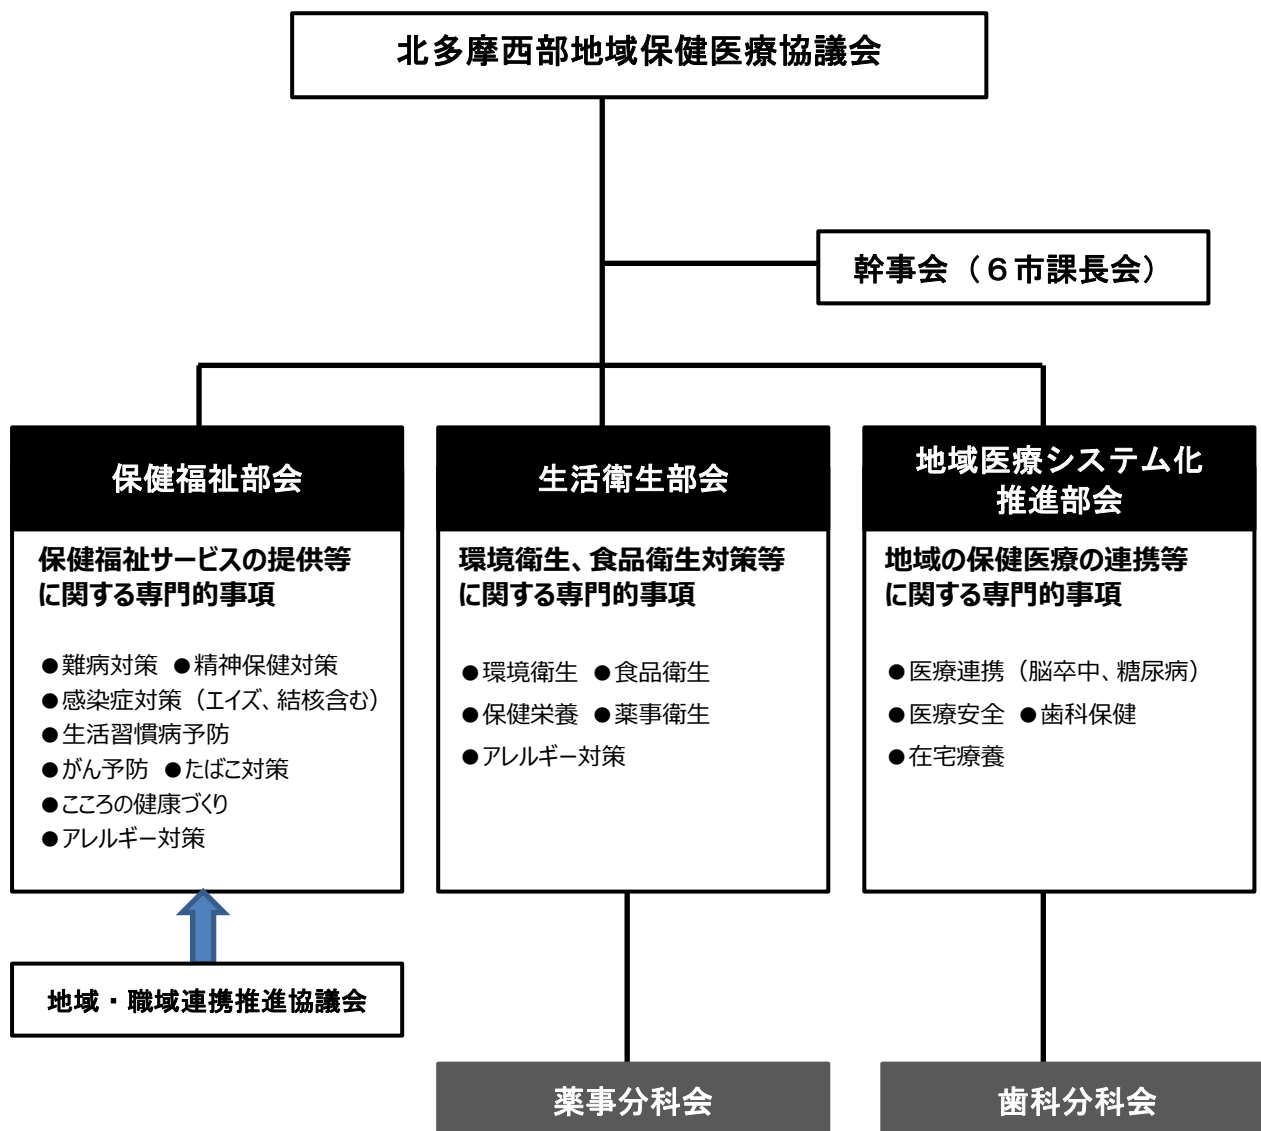 北多摩西部地域保健医療協議会
幹事会（６市課長会）
保健福祉部会
保健福祉サービスの提供等
に関する専門的事項
●難病対策 ●精神保健対策
●感染症対策（エイズ、結核含む）
●生活習慣病予防
●がん予防 ●たばこ対策
●こころの健康づくり
●アレルギー対策
地域・職域連携推進協議会
生活衛生部会
環境衛生、食品衛生対策等
に関する専門的事項
●環境衛生 ●食品衛生
●保健栄養 ●薬事衛生
●アレルギー対策
薬事分科会
地域医療システム化
推進部会
地域の保健医療の連携等
に関する専門的事項
●医療連携（脳卒中、糖尿病）
●医療安全 ●歯科保健
●在宅療養
歯科分科会